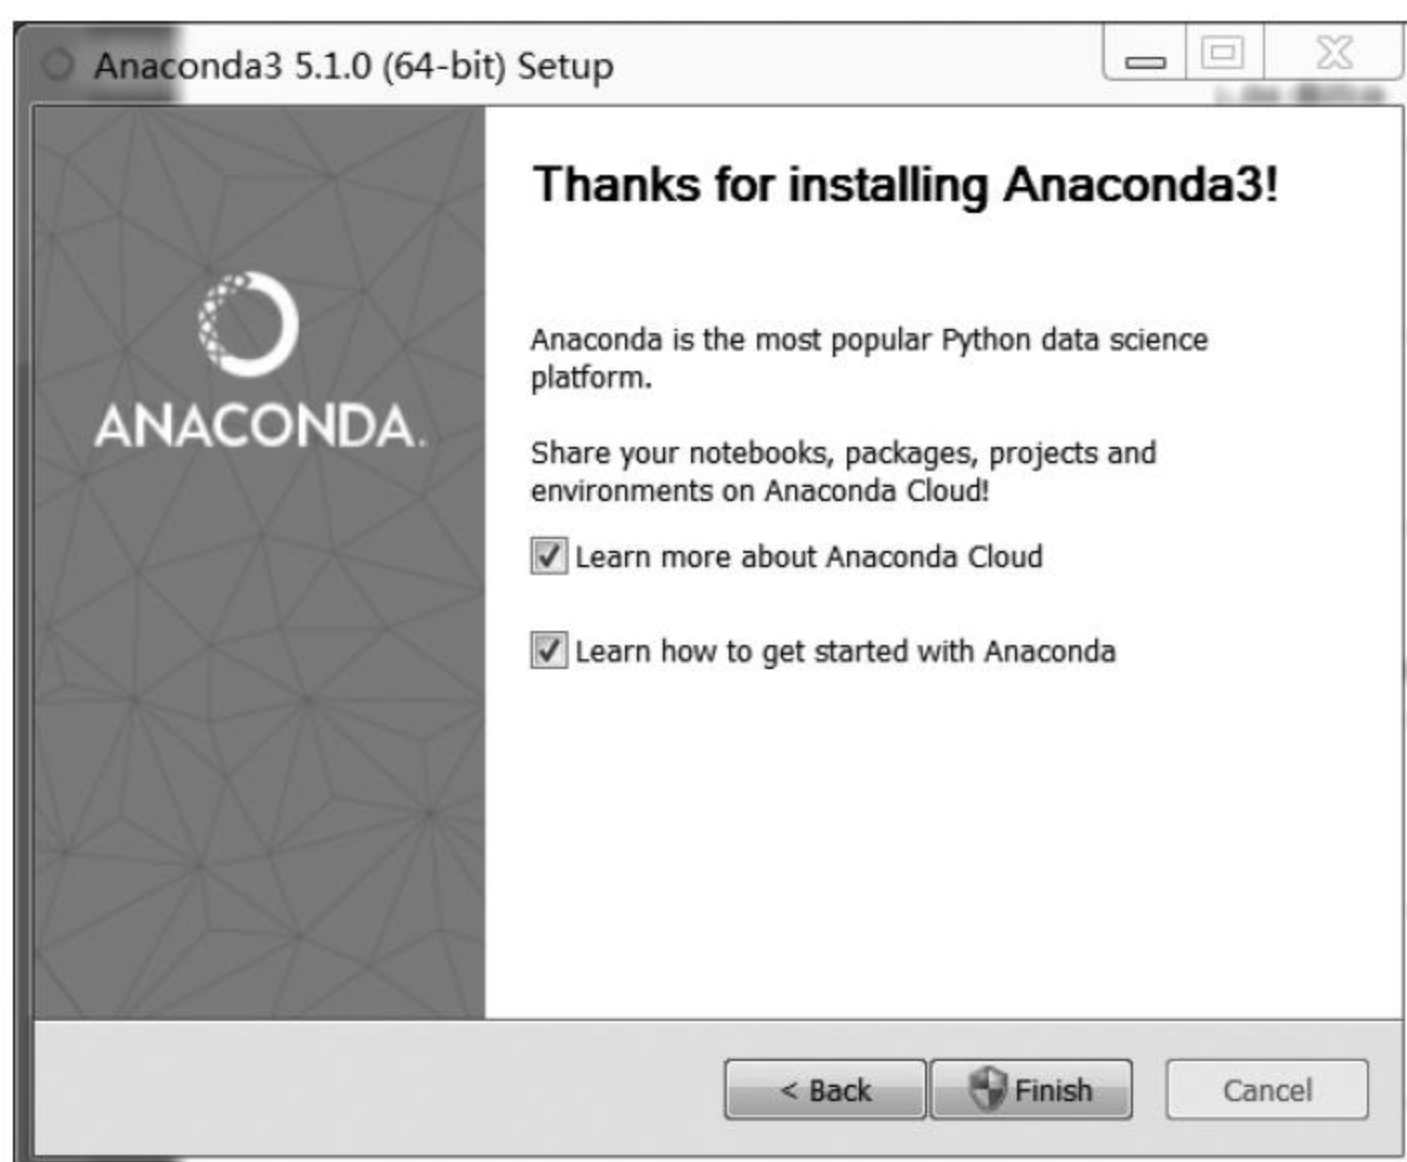 Anaconda3 5.1.0 (64-bit) Setup
ANACONDA.
Thanks for installing Anaconda3!
Anaconda is the most popular Python data science
platform.
Share your notebooks, packages, projects and
environments on Anaconda Cloud!
Learn more about Anaconda Cloud
Learn how to get started with Anaconda
< Back
Finish
Cancel